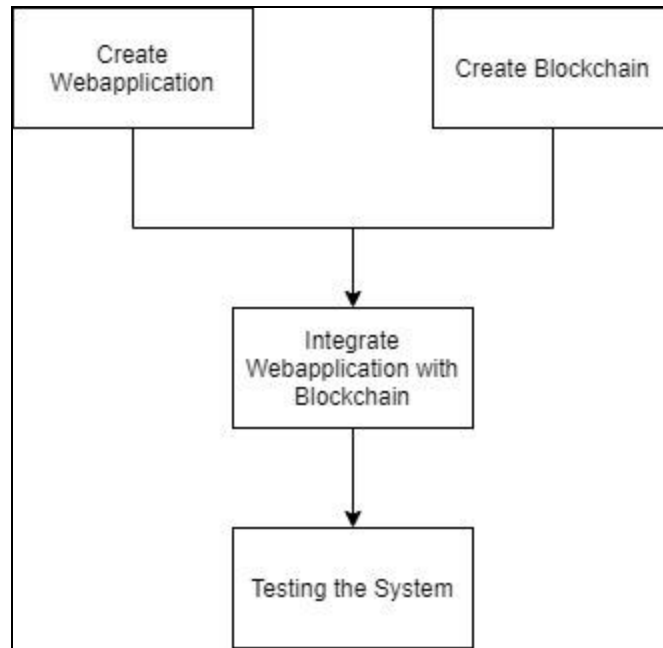 Create
Webapplication
Create Blockchain
Integrate
Webapplication with
Blockchain
Testing the System